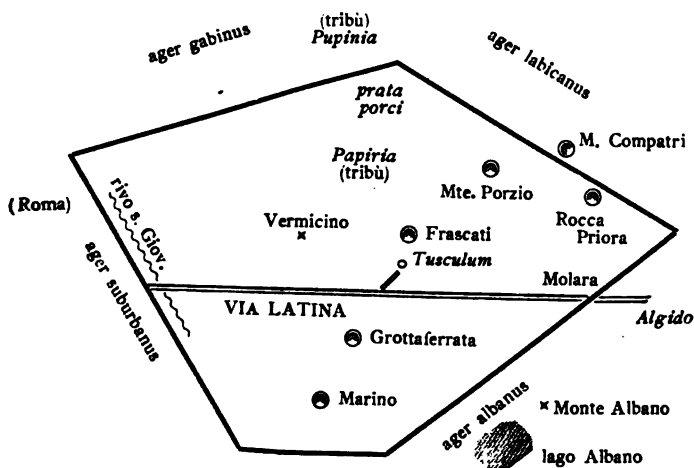 (tribù)
Pupinia
ager gabinus
ager labicanus
prata
porci
M. Compatri
Papiria
(tribù)
Mte. Porzio
(Roma)
rivo s. Giov.
Rocca
Priora
Vermicino
Frascati
Tusculum
ager suburbanus
Molara
VIA LATINA
Algido
Grottaferrata
Marino
ager albanus
Monte Albano
lago Albano